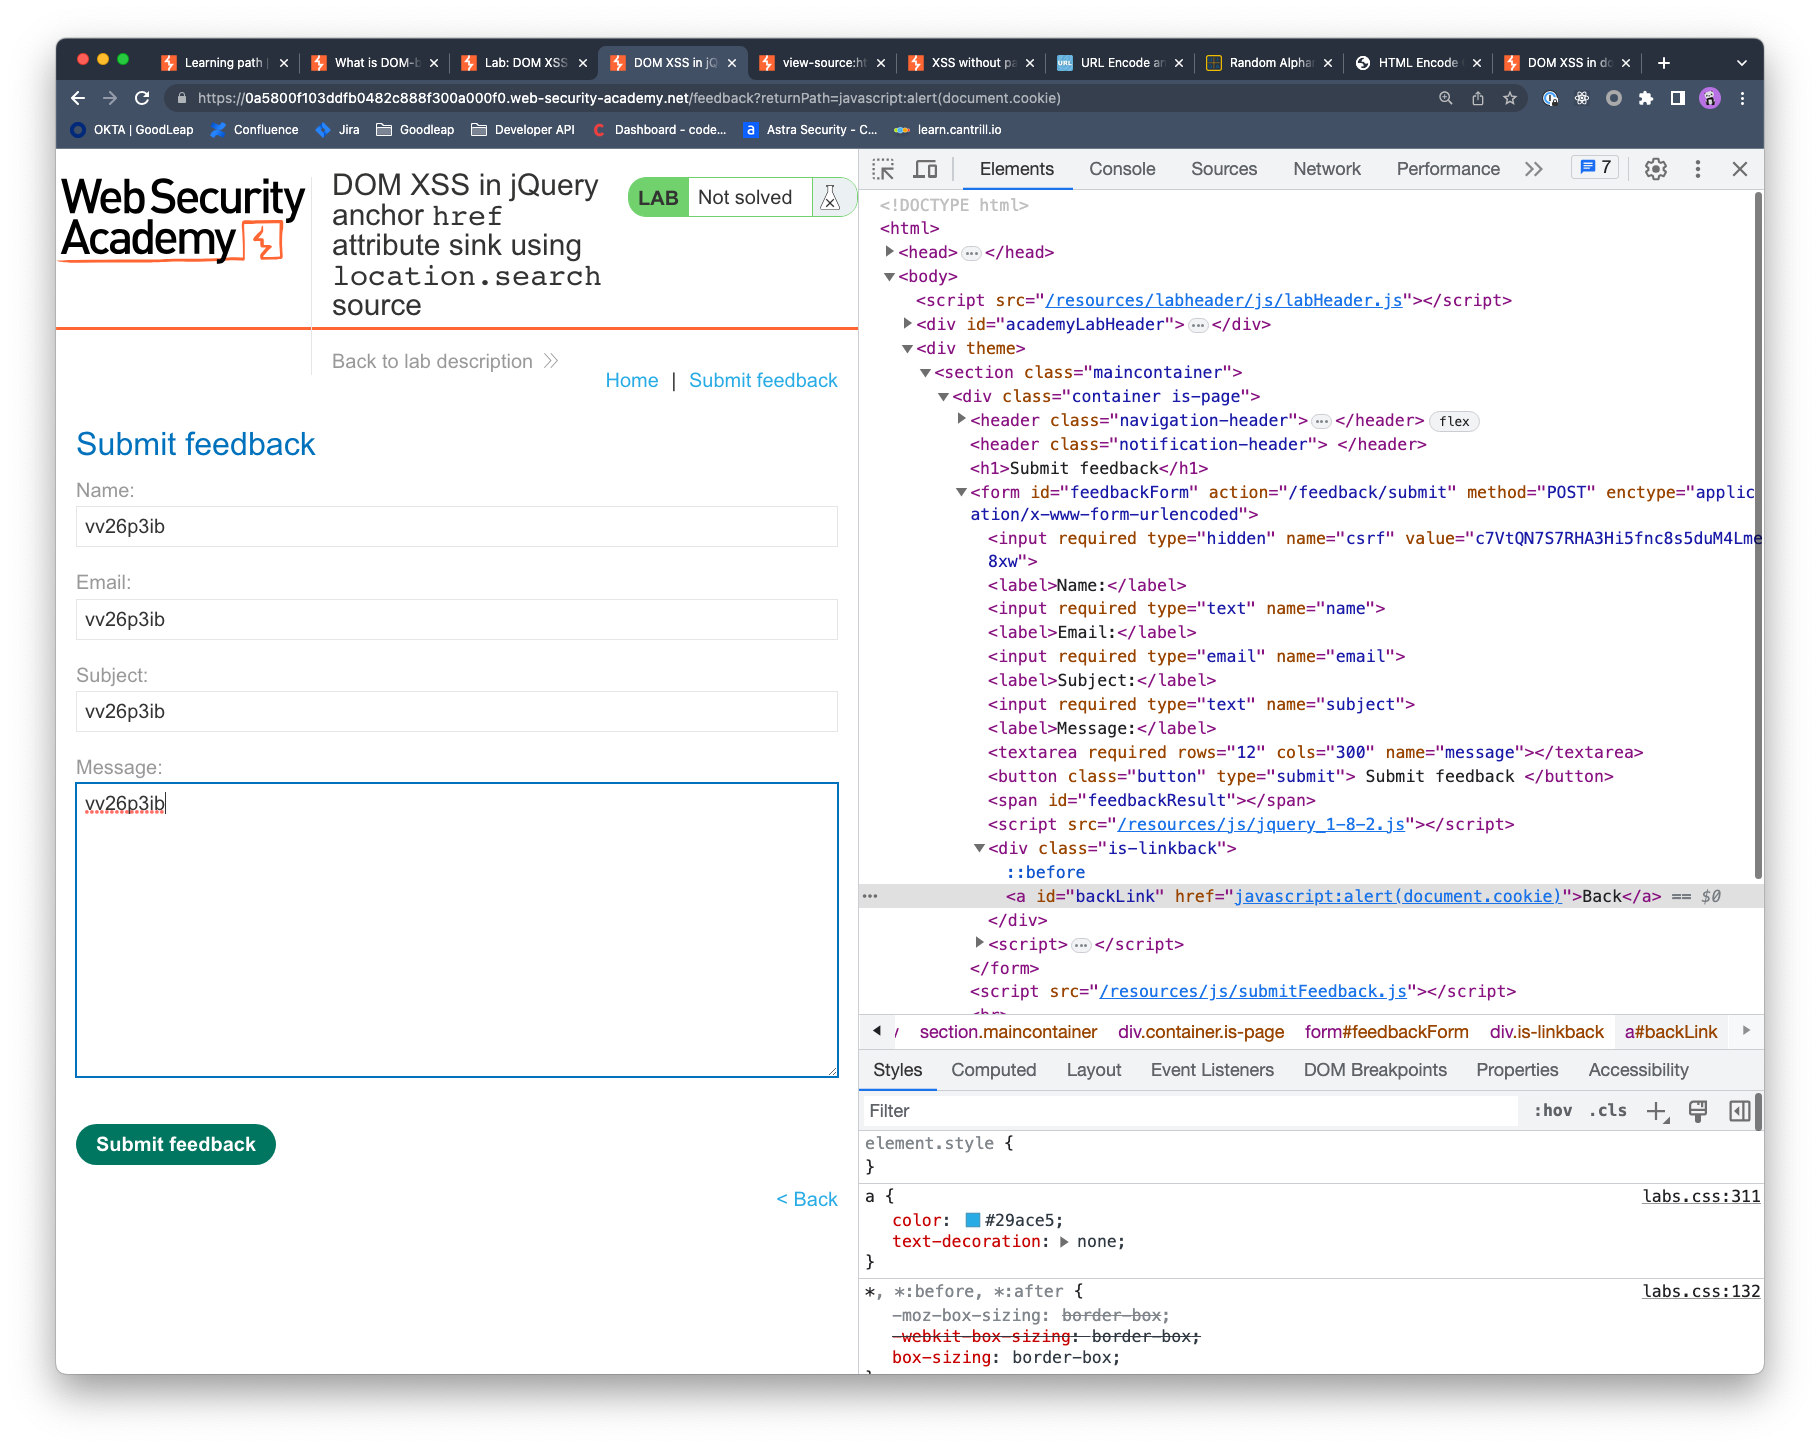 Learning path
What is DOM-b
Lab: DOM XSS
DOM XSS in jQ
view-source:ht
XSS without pa
URL Encode an
Random Alphar
HTML Encode
DOM XSS in do
https://0a5800f103ddfb0482c888f300a000f0.web-security-academy.net/feedback?returnPath=javascript:alert(document.cookie)
OKTA | GoodLeap
Confluence
Jira
Goodleap
Developer API
Dashboard - code...
Astra Security - C...
learn.cantrill.io
Web Security
Academy
DOM XSS in jQuery
anchor href
attribute sink using
location.search
source
LAB Not solved
Back to lab description
Home | Submit feedback
Submit feedback
Name:
vv26p3ib
Email:
vv26p3ib
Subject:
vv26p3ib
Message:
vv26p3ib
Submit feedback
< Back
Elements Console Sources Network Performance 7
<!DOCTYPE html>
<html>
<head> ... </head>
<body>
<script src="/resources/labheader/js/labHeader.js"></script>
<div id="academyLabHeader"> ... </div>
<div theme>
<section class="maincontainer">
<div class="container is-page">
<header class="navigation-header"> ... </header> flex
<header class="notification-header"> </header>
<h1>Submit feedback</h1>
<form id="feedbackForm" action="/feedback/submit" method="POST" enctype="applic
ation/x-www-form-urlencoded">
<input required type="hidden" name="csrf" value="c7VtQN7S7RHA3Hi5fnc8s5duM4Lme
8xw">
<label>Name:</label>
<input required type="text" name="name">
<label>Email:</label>
<input required type="email" name="email">
<label>Subject:</label>
<input required type="text" name="subject">
<label>Message:</label>
<textarea required rows="12" cols="300" name="message"></textarea>
<button class="button" type="submit"> Submit feedback </button>
<span id="feedbackResult"></span>
<script src="/resources/js/jquery_1-8-2.js"></script>
<div class="is-linkback">
::before
<a id="backLink" href="javascript:alert(document.cookie)">Back</a> == $0
</div>
<script> ... </script>
</form>
<script src="/resources/js/submitFeedback.js"></script>
section.maincontainer div.container.is-page form#feedbackForm div.is-linkback a#backLink
Styles Computed Layout Event Listeners DOM Breakpoints Properties Accessibility
Filter :hov .cls
element.style {
}
a { labs.css:311
color: #29ace5;
text-decoration: none;
}
*, *:before, *:after { labs.css:132
-moz-box-sizing: border-box;
-webkit-box-sizing: border-box;
box-sizing: border-box;